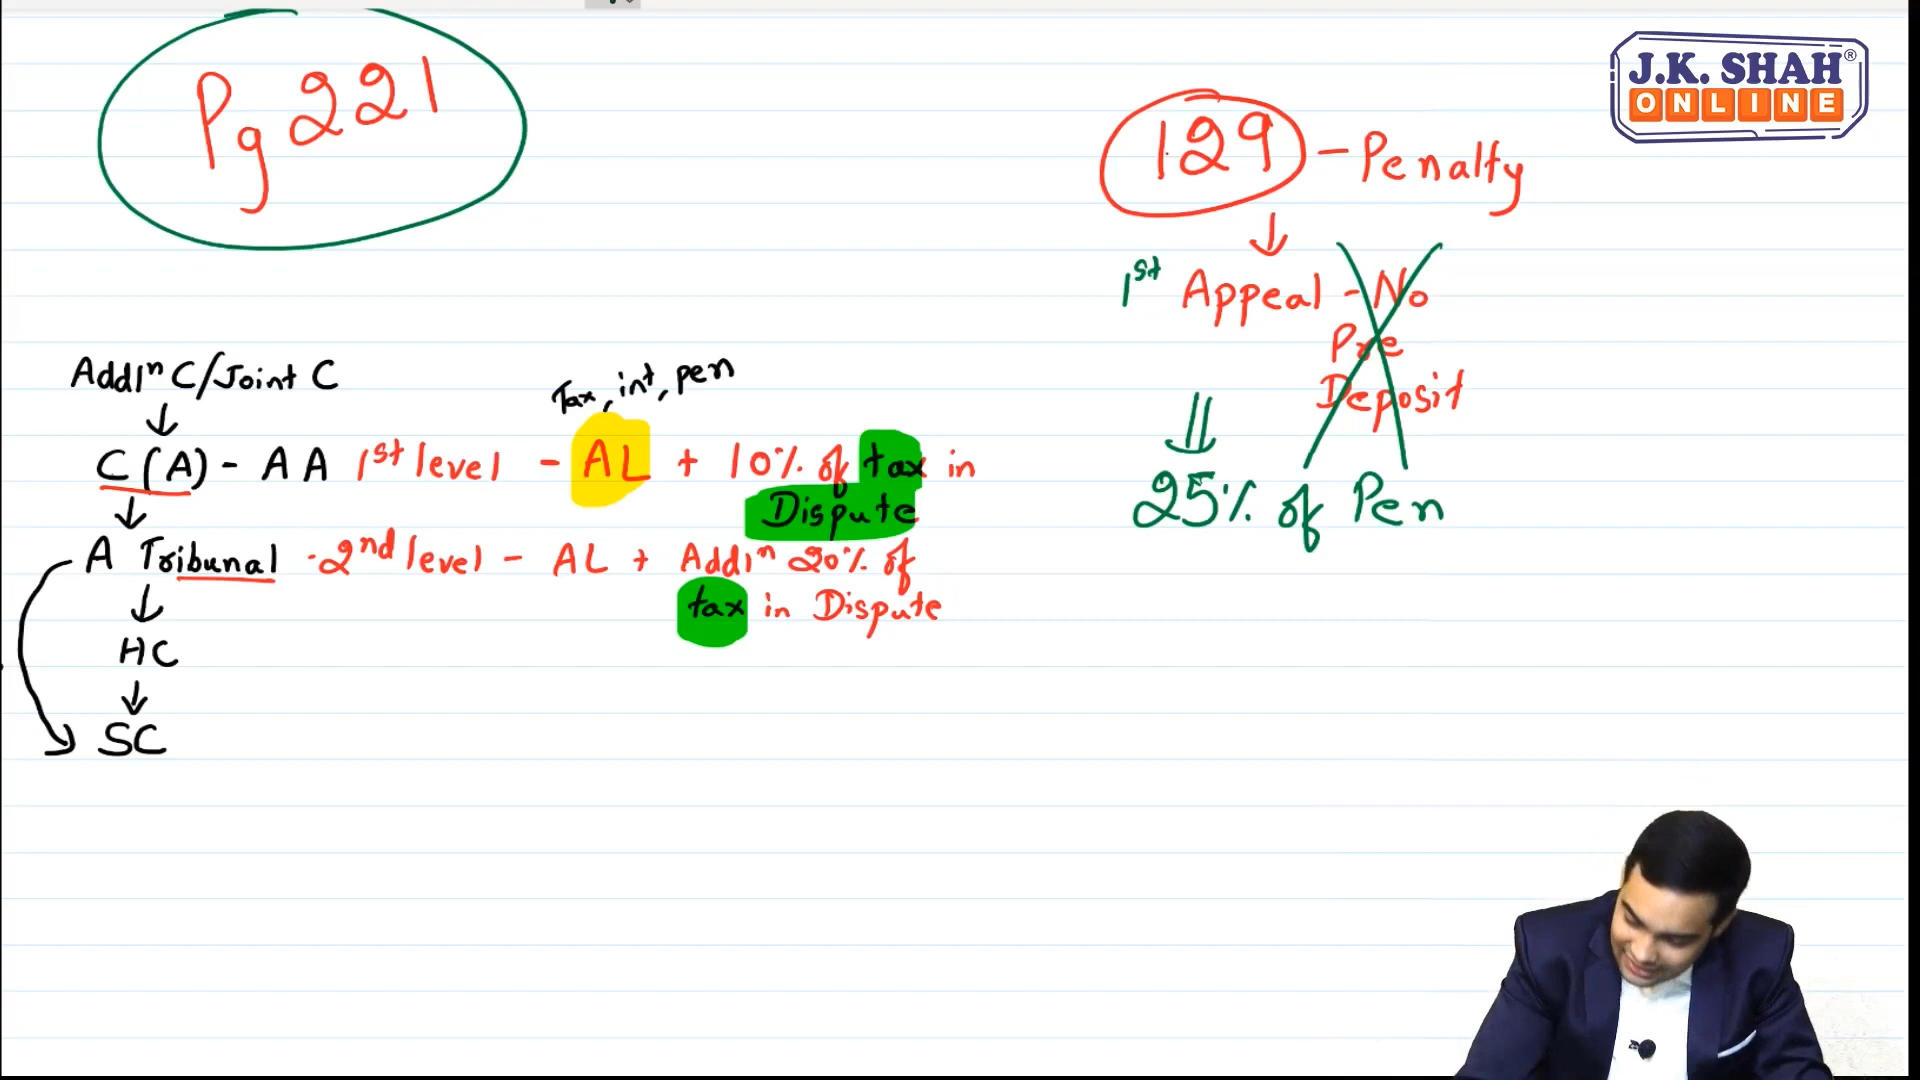 Pg 221
J.K. SHAH®
ONLINE
129 - Penalty
↓
1st Appeal - No
Pre
Deposit
⇓
25% of Pen
Addln C/Joint C
↓
Tax, int, pen
C(A) - AA 1st level - AL + 10% of tax in
Dispute
↓
A Tribunal - 2nd level - AL + Addln 20% of
tax in Dispute
↓
HC
↓
SC